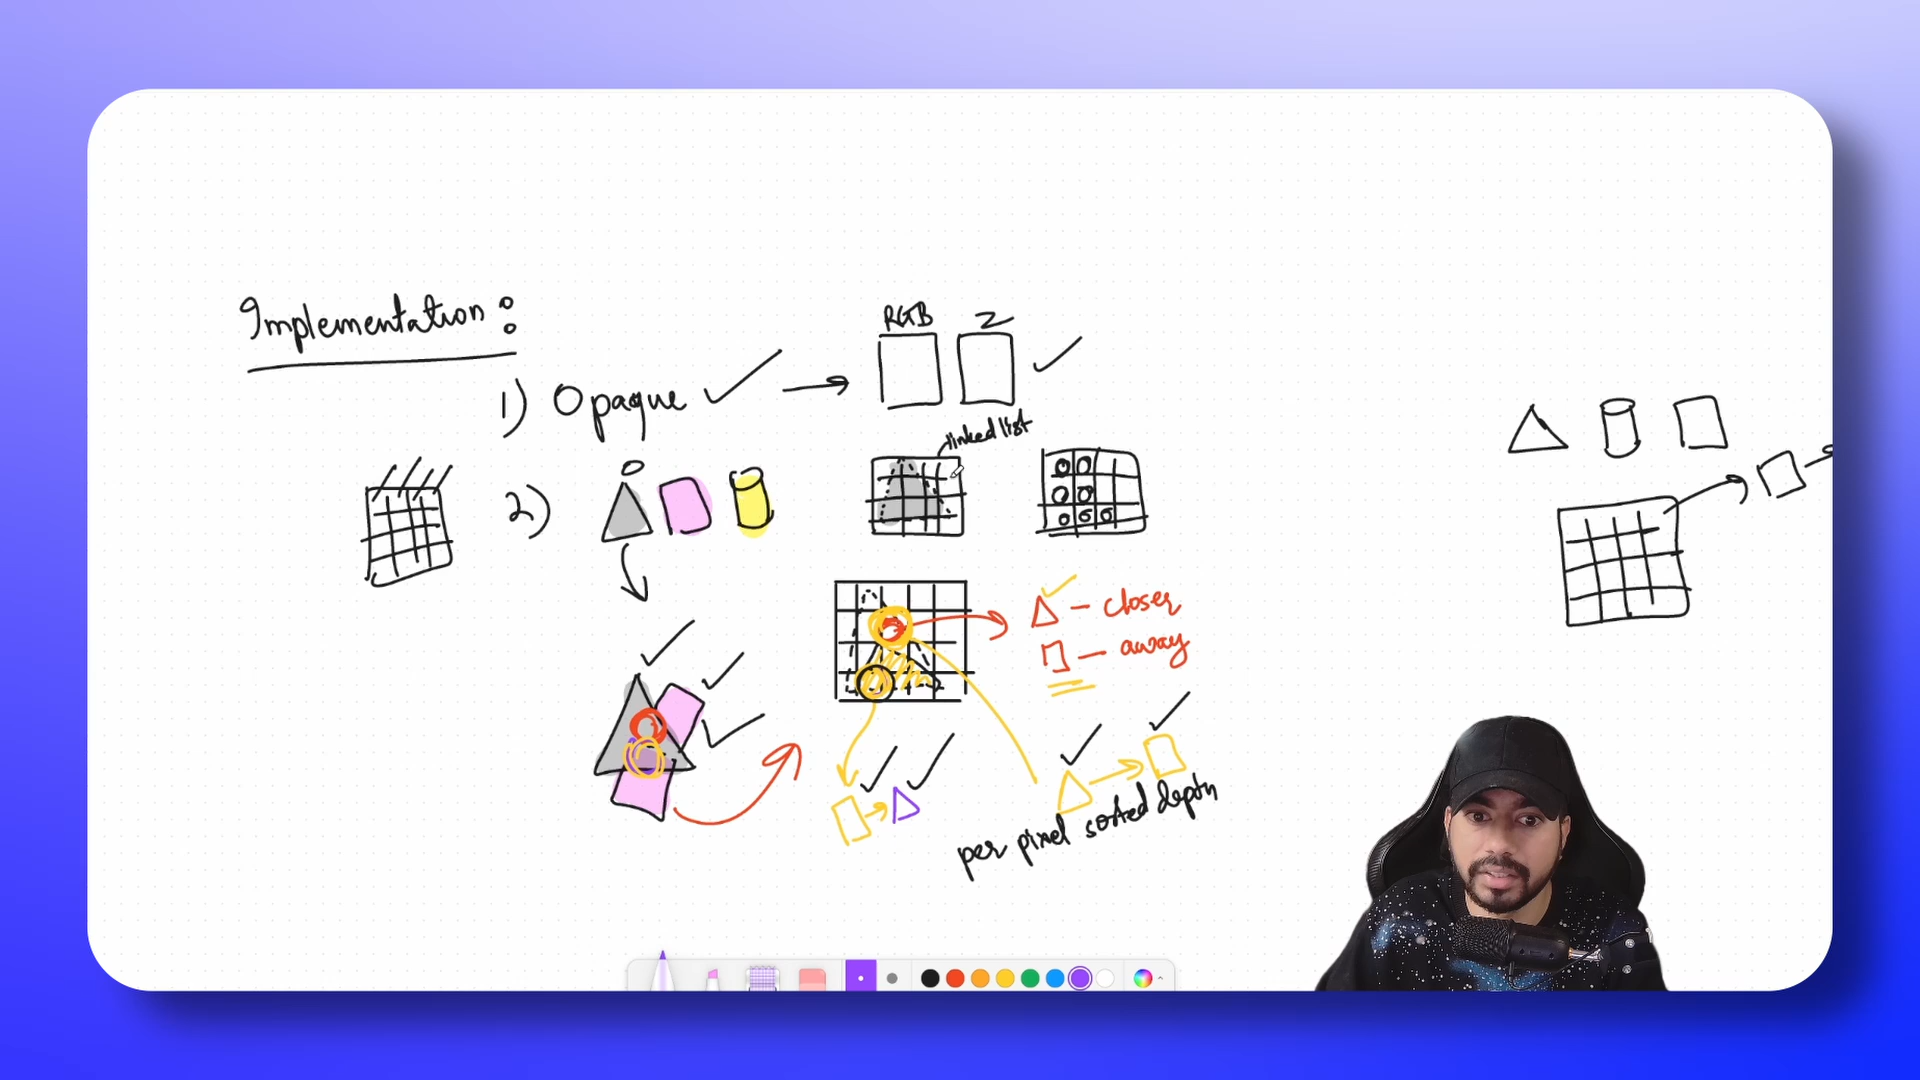 Implementation :
RGB Z
1) Opaque
linked list
2)
closer
away
per pixel sorted depth